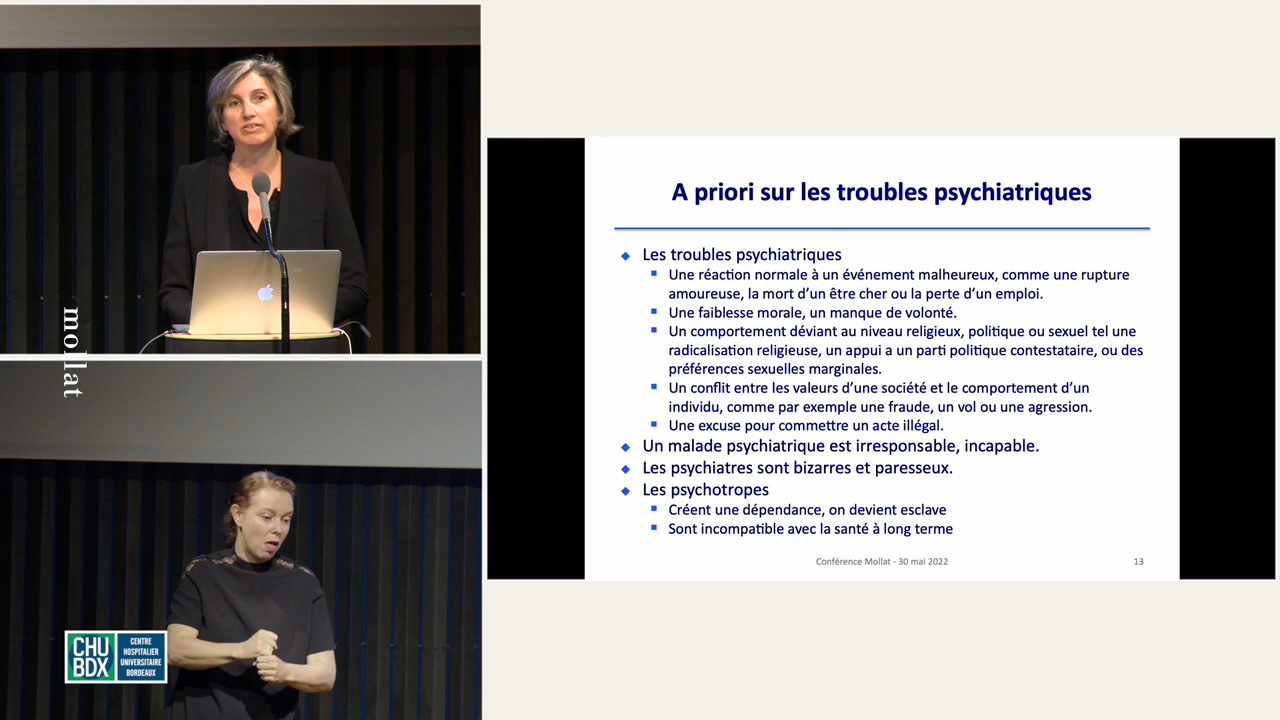 mollat
CHU
BDX
CENTRE
HOSPITALIER
UNIVERSITAIRE
BORDEAUX
A priori sur les troubles psychiatriques
Les troubles psychiatriques
Une réaction normale à un événement malheureux, comme une rupture
amoureuse, la mort d'un être cher ou la perte d'un emploi.
Une faiblesse morale, un manque de volonté.
Un comportement déviant au niveau religieux, politique ou sexuel tel une
radicalisation religieuse, un appui a un parti politique contestataire, ou des
préférences sexuelles marginales.
Un conflit entre les valeurs d'une société et le comportement d'un
individu, comme par exemple une fraude, un vol ou une agression.
Une excuse pour commettre un acte illégal.
Un malade psychiatrique est irresponsable, incapable.
Les psychiatres sont bizarres et paresseux.
Les psychotropes
Créent une dépendance, on devient esclave
Sont incompatible avec la santé à long terme
Conférence Mollat - 30 mai 2022
13